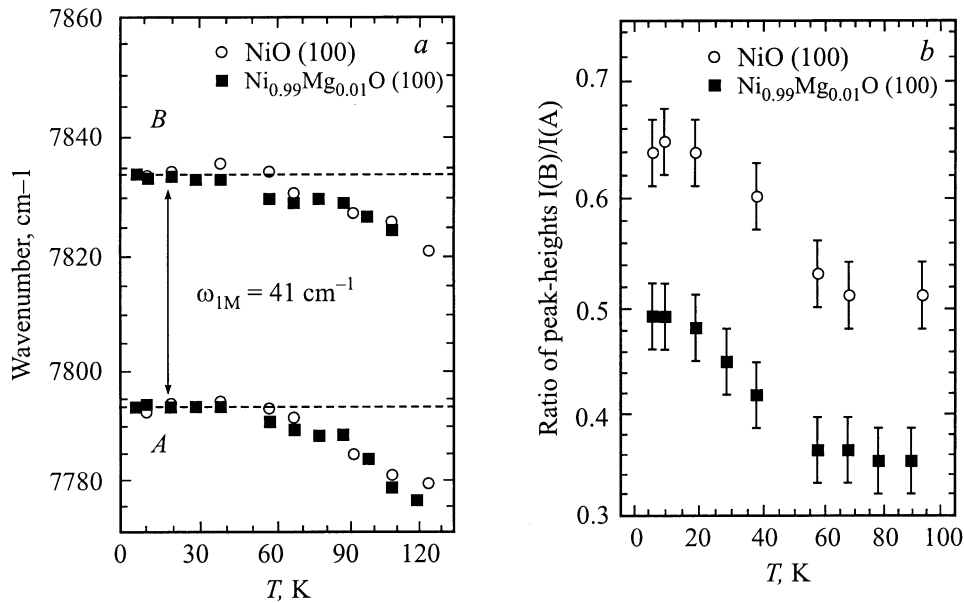 a
NiO (100)
Ni0.99Mg0.01O (100)
B
ω1M = 41 cm–1
A
7860
7840
7820
7800
7780
Wavenumber, cm–1
0 30 60 90 120
T, K
b
NiO (100)
Ni0.99Mg0.01O (100)
0.7
0.6
0.5
0.4
0.3
Ratio of peak-heights I(B)/I(A)
0 20 40 60 80 100
T, K